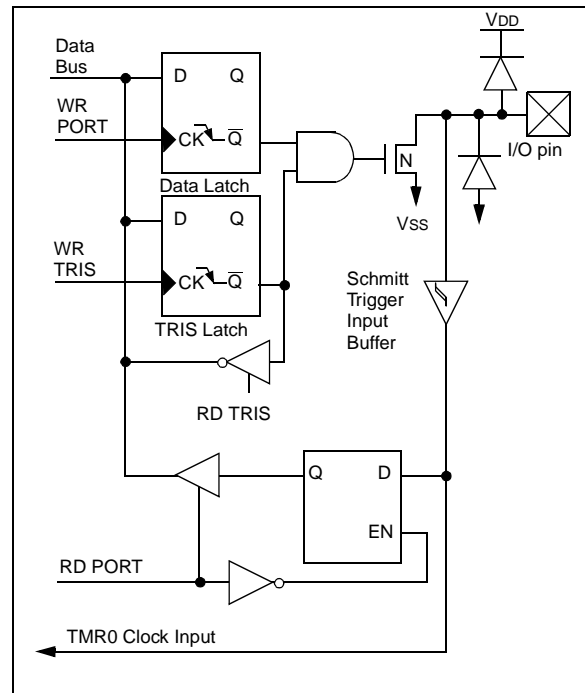 Data
Bus
VDD
D Q
WR
PORT
CK Q
N
I/O pin
Data Latch
VSS
D Q
WR
TRIS
CK Q
Schmitt
Trigger
Input
Buffer
TRIS Latch
RD TRIS
Q D
EN
RD PORT
TMR0 Clock Input